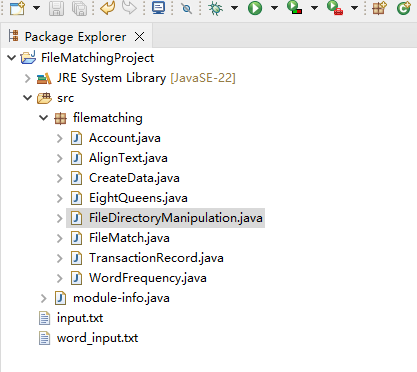 Package Explorer
FileMatchingProject
JRE System Library [JavaSE-22]
src
filematching
Account.java
AlignText.java
CreateData.java
EightQueens.java
FileDirectoryManipulation.java
FileMatch.java
TransactionRecord.java
WordFrequency.java
module-info.java
input.txt
word_input.txt